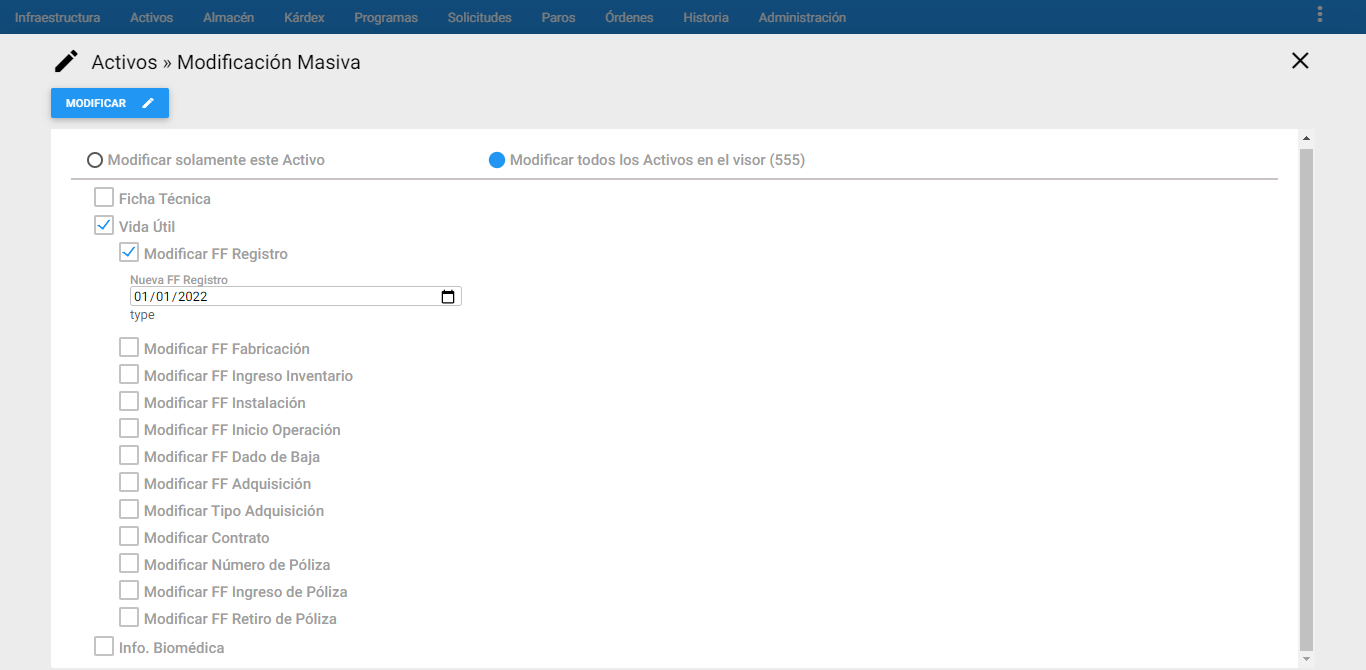 Infraestructura Activos Almacén Kárdex Programas Solicitudes Paros Órdenes Historia Administración
Activos » Modificación Masiva
MODIFICAR
Modificar solamente este Activo Modificar todos los Activos en el visor (555)
Ficha Técnica
Vida Útil
Modificar FF Registro
Nueva FF Registro
01/01/2022
type
Modificar FF Fabricación
Modificar FF Ingreso Inventario
Modificar FF Instalación
Modificar FF Inicio Operación
Modificar FF Dado de Baja
Modificar FF Adquisición
Modificar Tipo Adquisición
Modificar Contrato
Modificar Número de Póliza
Modificar FF Ingreso de Póliza
Modificar FF Retiro de Póliza
Info. Biomédica